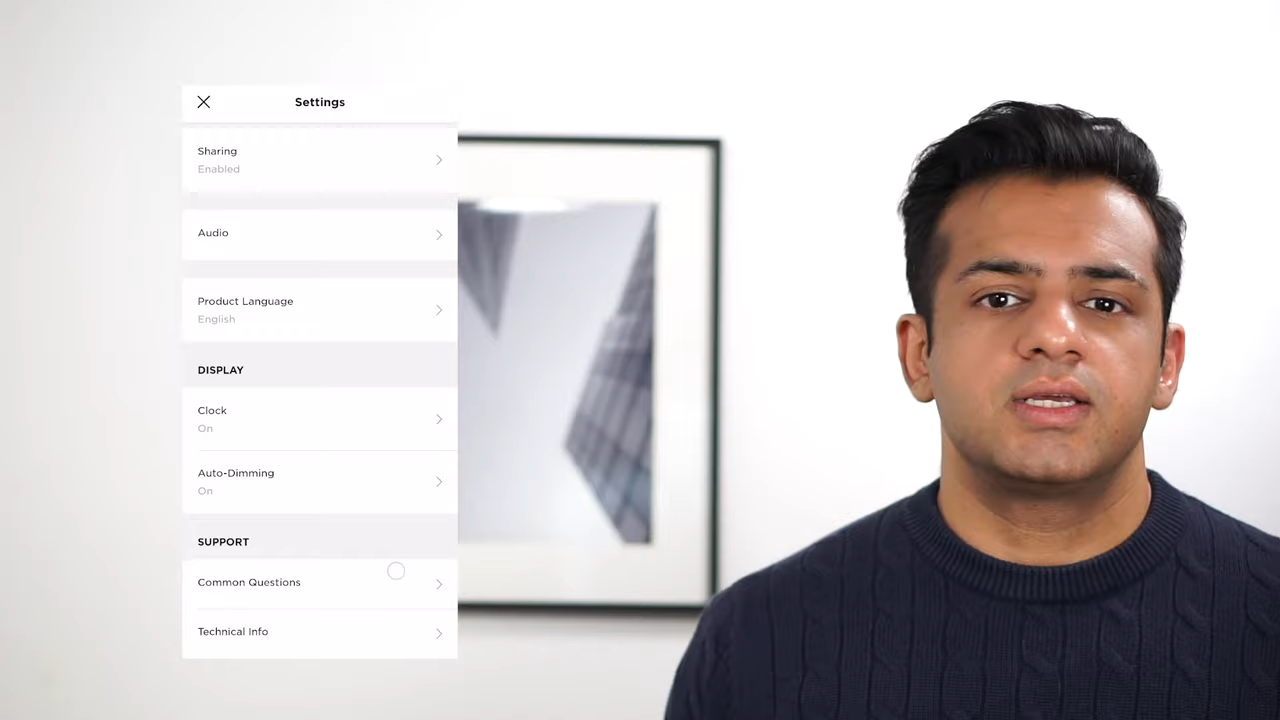 Settings
Sharing
Enabled
Audio
Product Language
English
DISPLAY
Clock
On
Auto-Dimming
On
SUPPORT
Common Questions
Technical Info